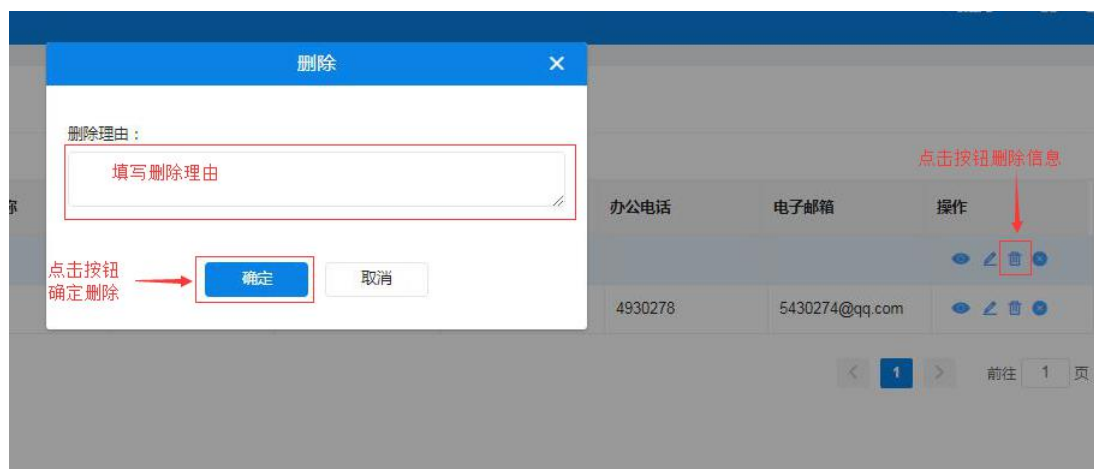 删除
删除理由：
填写删除理由
点击按钮删除信息
办公电话
电子邮箱
操作
点击按钮
确定删除
确定
取消
4930278
5430274@qq.com
1
前往 1 页